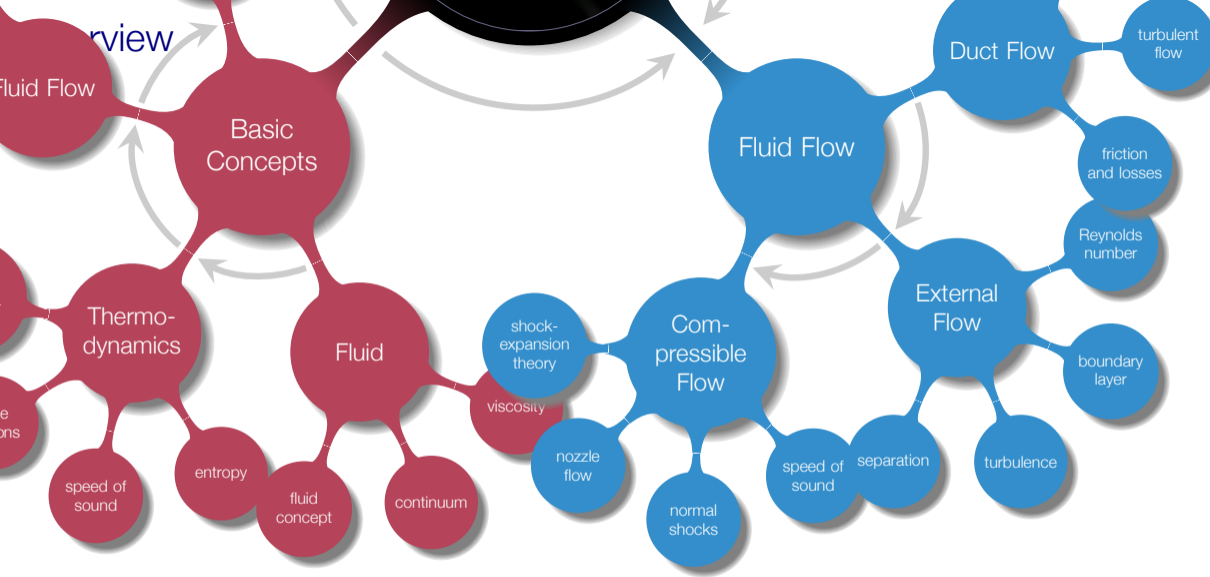 rview
Fluid Flow
Basic
Concepts
Thermo-
dynamics
speed of
sound
entropy
Fluid
fluid
concept
continuum
viscosity
Fluid Flow
Duct Flow
turbulent
flow
friction
and losses
External
Flow
Reynolds
number
boundary
layer
turbulence
separation
Com-
pressible
Flow
shock-
expansion
theory
nozzle
flow
normal
shocks
speed of
sound